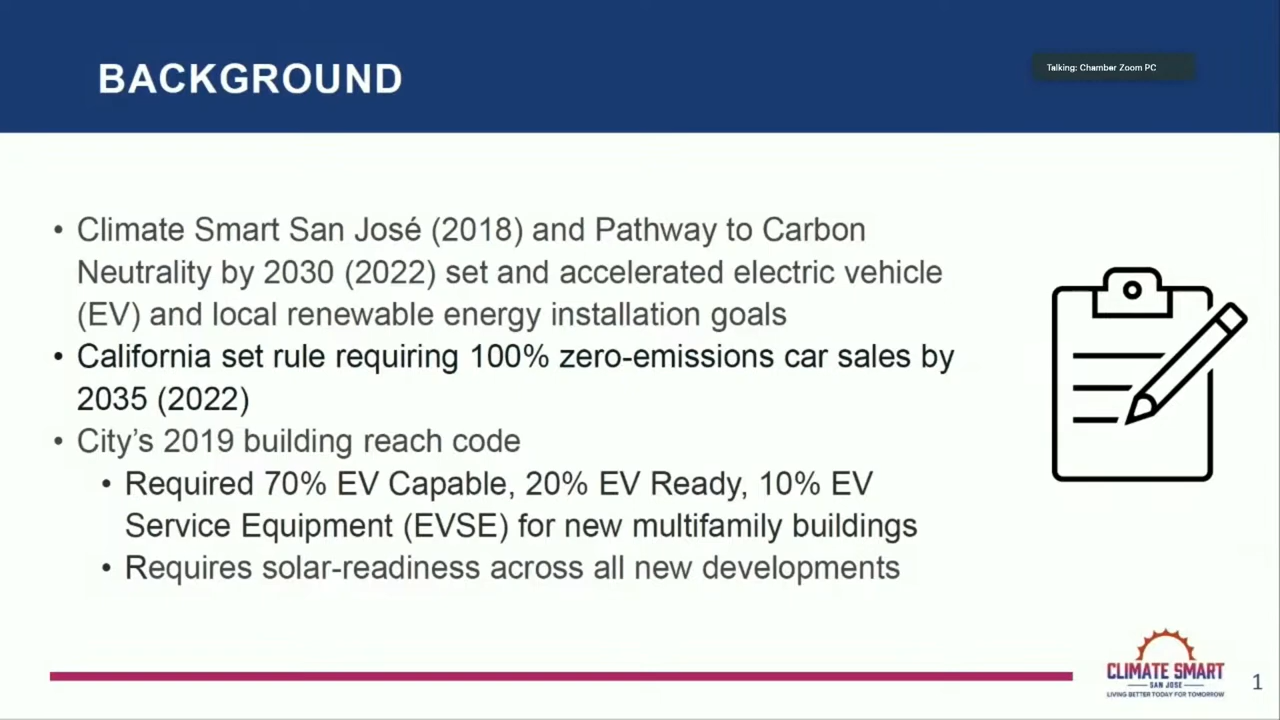 BACKGROUND
Talking: Chamber Zoom PC
• Climate Smart San José (2018) and Pathway to Carbon
Neutrality by 2030 (2022) set and accelerated electric vehicle
(EV) and local renewable energy installation goals
• California set rule requiring 100% zero-emissions car sales by
2035 (2022)
• City’s 2019 building reach code
• Required 70% EV Capable, 20% EV Ready, 10% EV
Service Equipment (EVSE) for new multifamily buildings
• Requires solar-readiness across all new developments
CLIMATE SMART
SAN JOSE
LIVING BETTER TODAY FOR TOMORROW
1